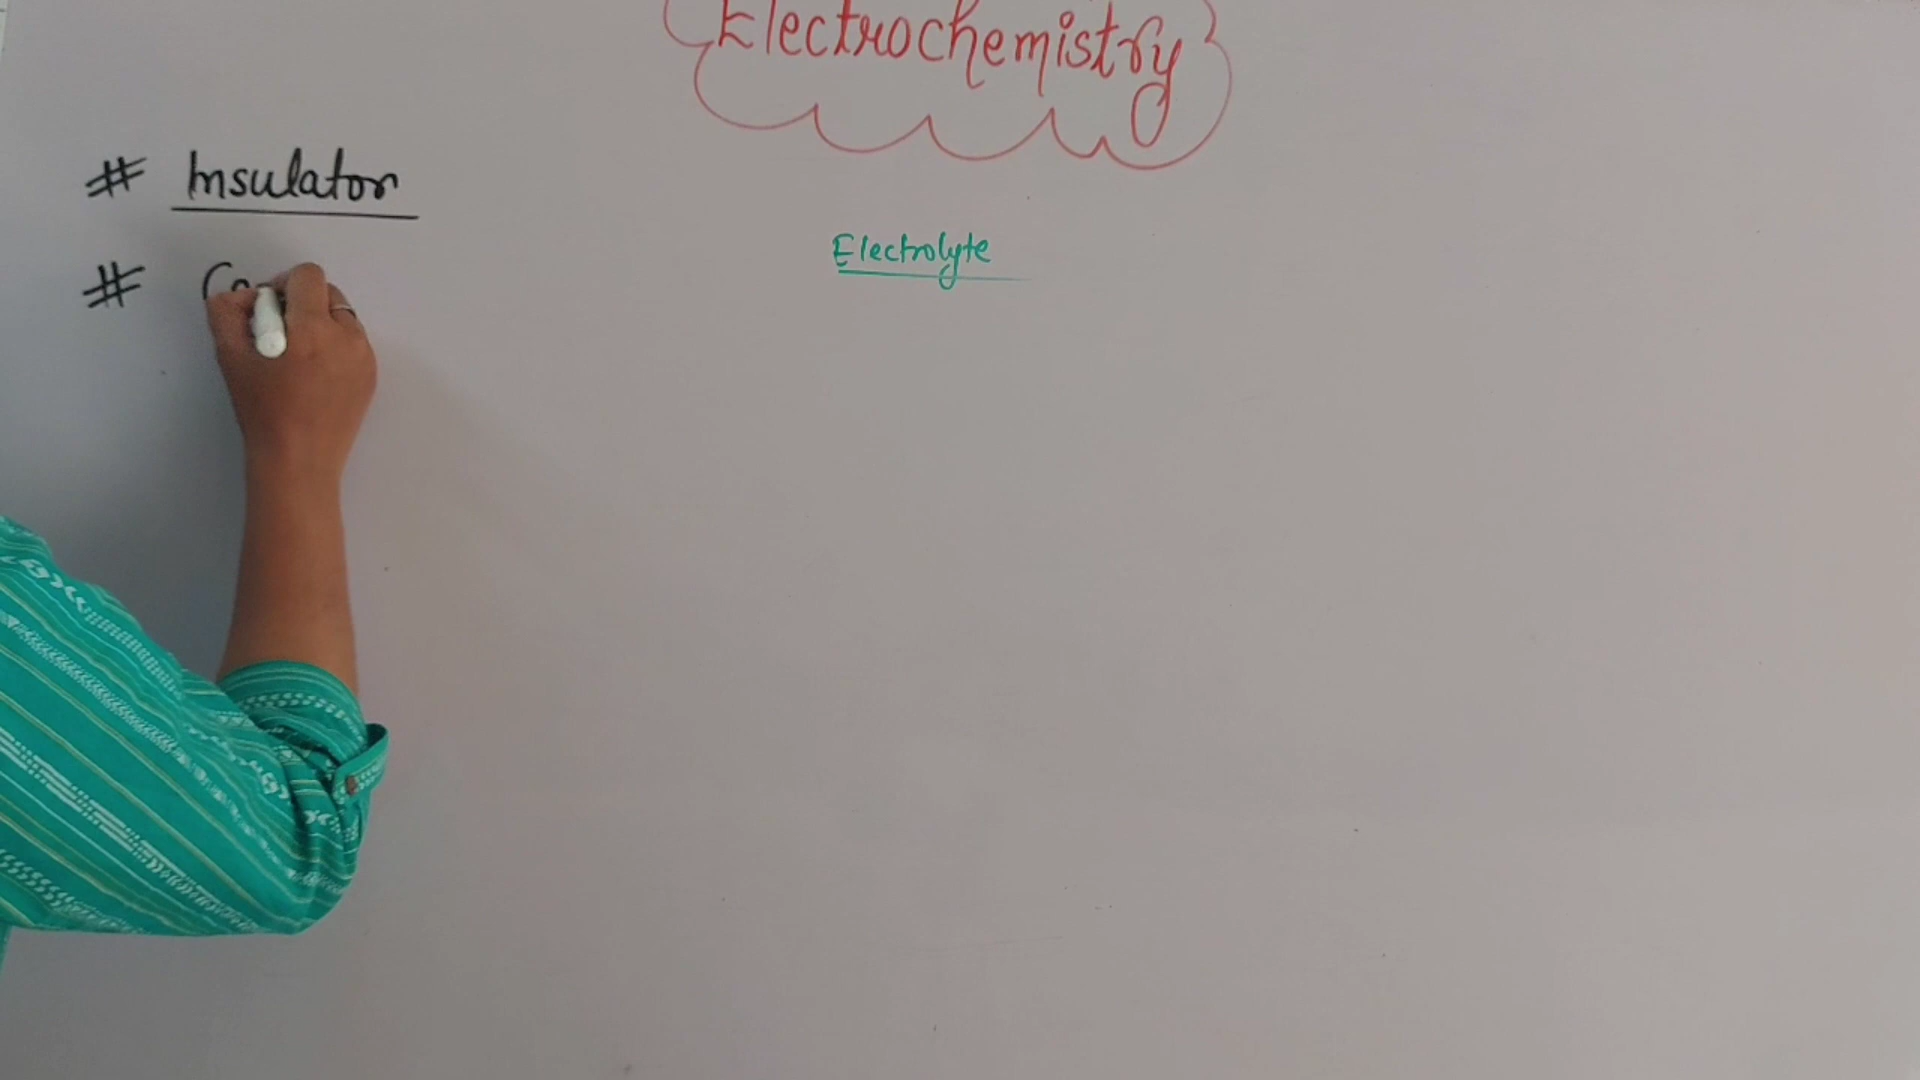 Electrochemistry
# Insulator
Electrolyte
#